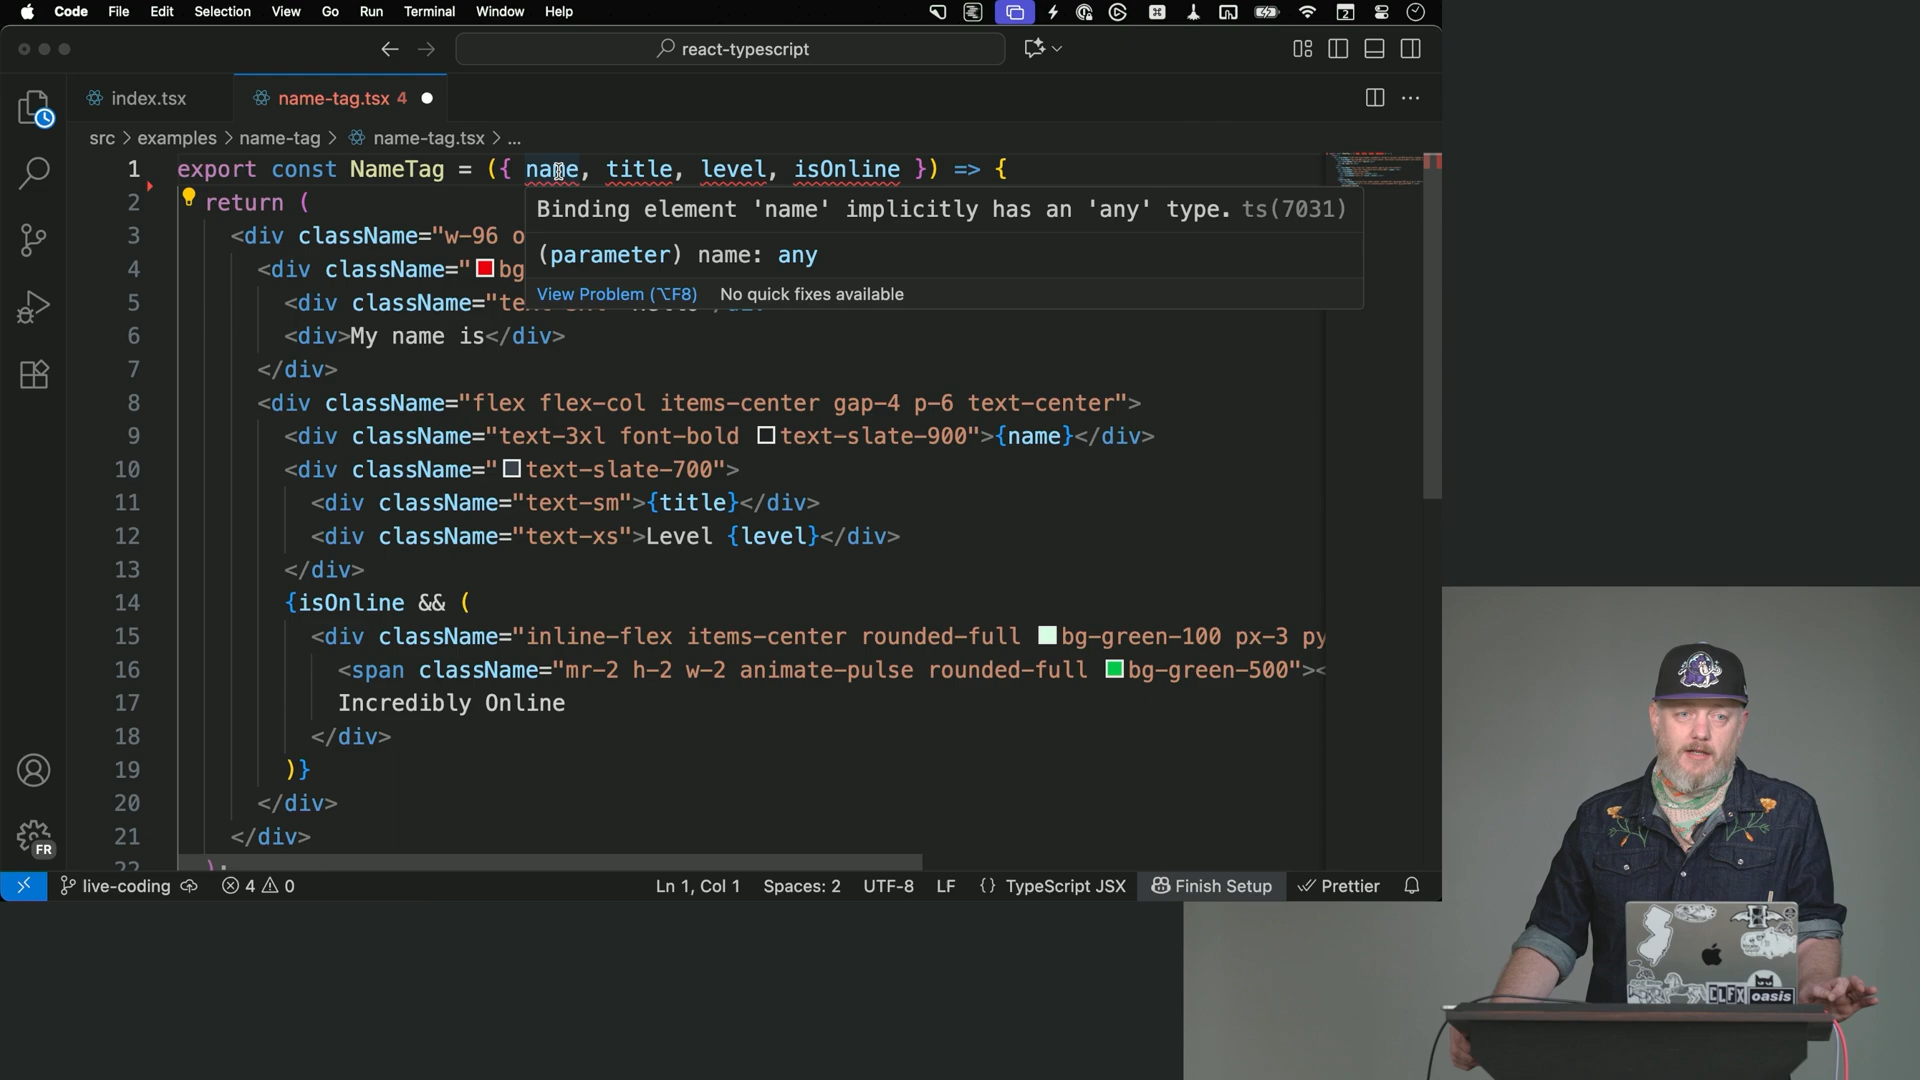 Code File Edit Selection View Go Run Terminal Window Help
react-typescript
index.tsx name-tag.tsx 4
src > examples > name-tag > name-tag.tsx > ...
1 export const NameTag = ({ name, title, level, isOnline }) => {
2 return (
Binding element 'name' implicitly has an 'any' type. ts(7031)
3 <div className="w-96 o
(parameter) name: any
4 <div className="bg
View Problem (⌥F8) No quick fixes available
5 <div className="te
6 <div>My name is</div>
7 </div>
8 <div className="flex flex-col items-center gap-4 p-6 text-center">
9 <div className="text-3xl font-bold text-slate-900">{name}</div>
10 <div className="text-slate-700">
11 <div className="text-sm">{title}</div>
12 <div className="text-xs">Level {level}</div>
13 </div>
14 {isOnline && (
15 <div className="inline-flex items-center rounded-full bg-green-100 px-3 py
16 <span className="mr-2 h-2 w-2 animate-pulse rounded-full bg-green-500"><
17 Incredibly Online
18 </div>
19 )}
20 </div>
21 </div>
22 );
FR
live-coding 4 0 Ln 1, Col 1 Spaces: 2 UTF-8 LF {} TypeScript JSX Finish Setup Prettier
CLFX oasis